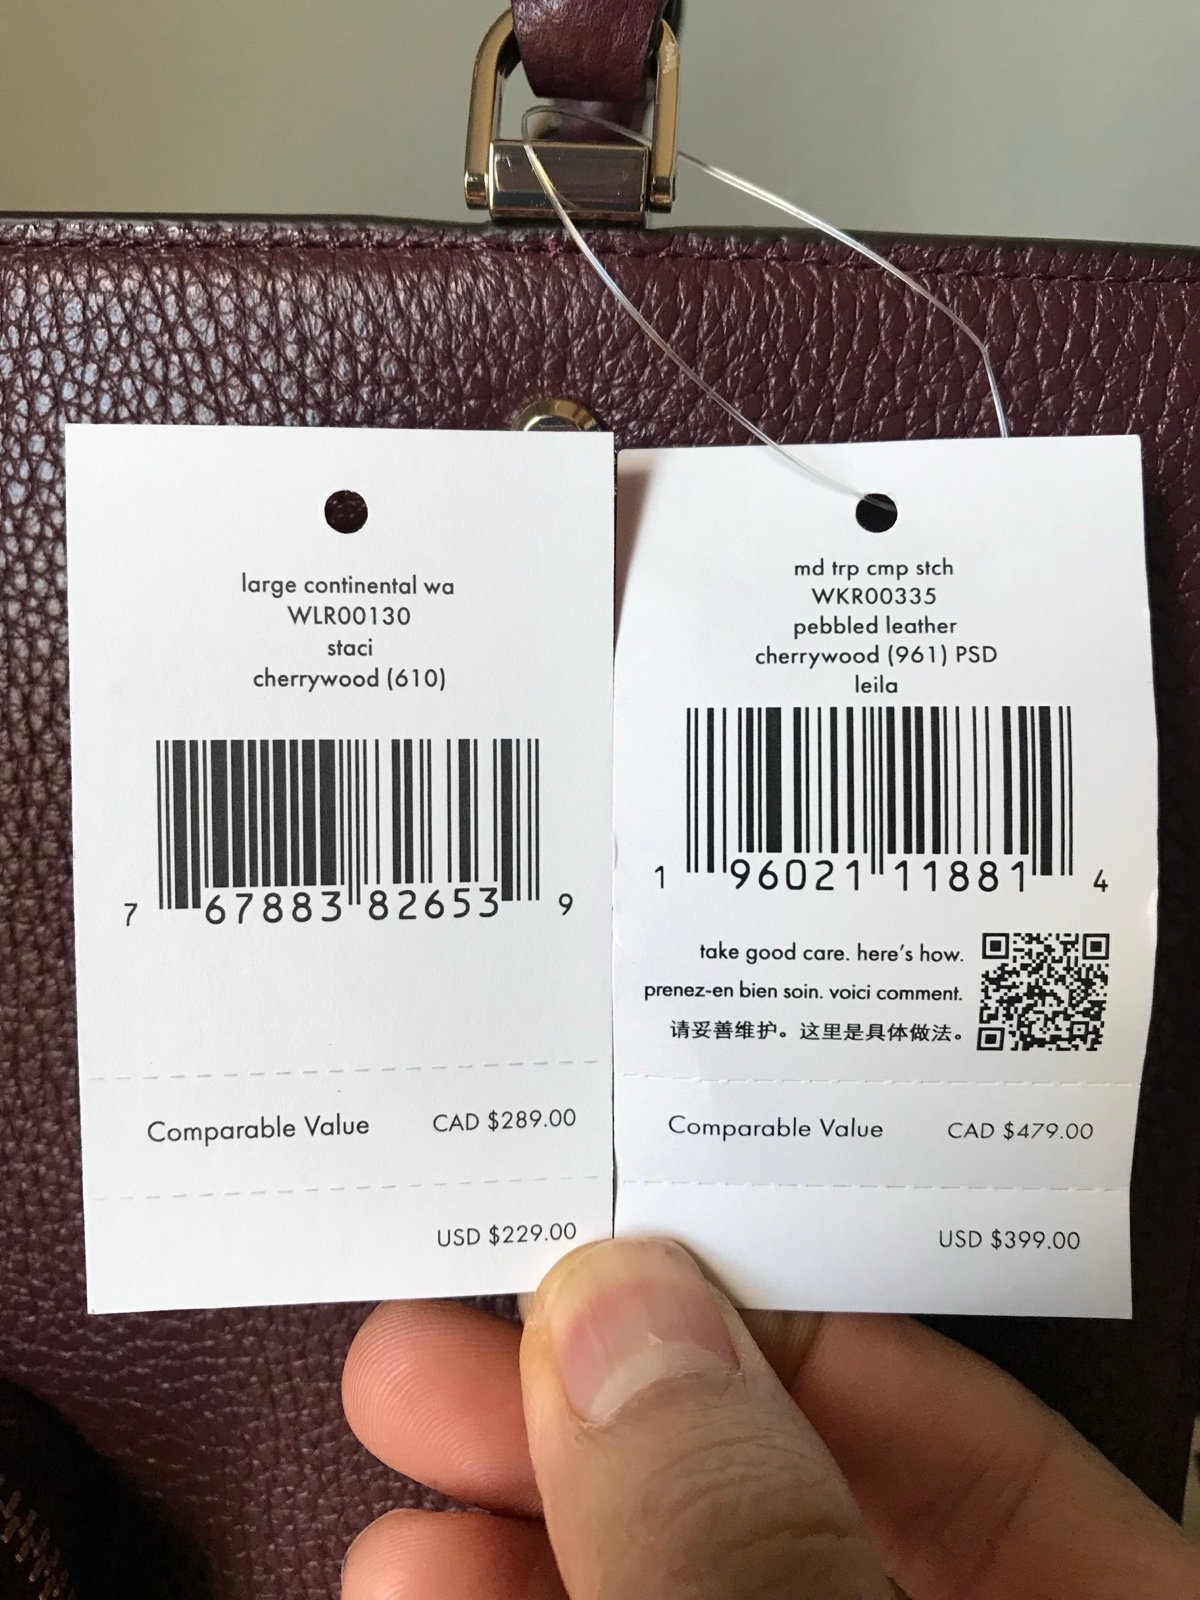 large continental wa
WLR00130
staci
cherrywood (610)
7 67883 82653 9
Comparable Value CAD $289.00
USD $229.00
md trp cmp stch
WKR00335
pebbled leather
cherrywood (961) PSD
leila
1 96021 11881 4
take good care. here's how.
prenez-en bien soin. voici comment.
请妥善维护。这里是具体做法。
Comparable Value CAD $479.00
USD $399.00